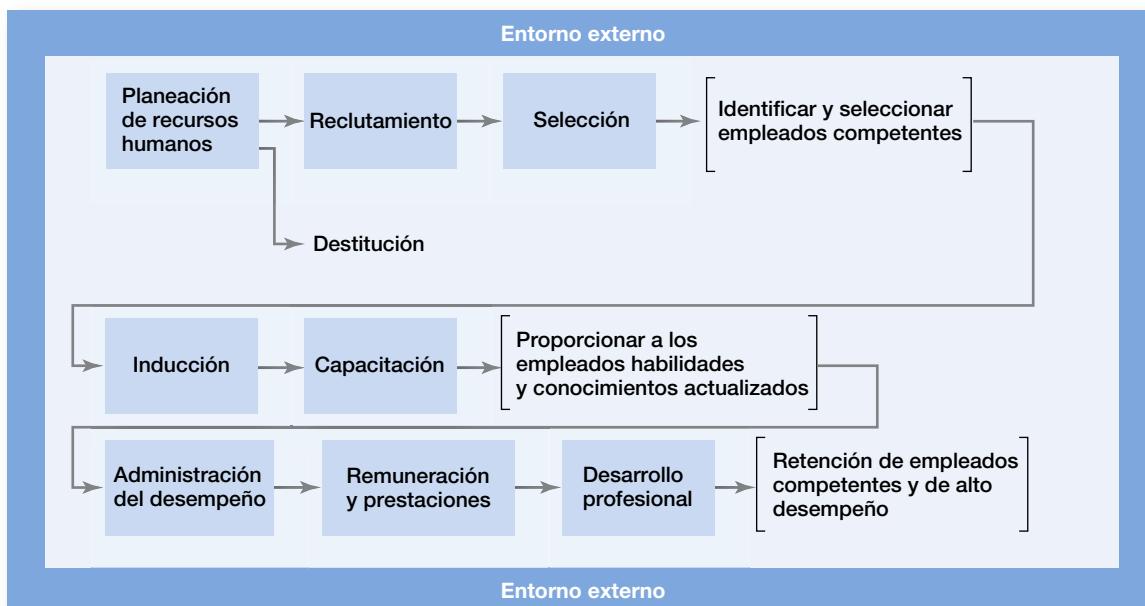 Entorno externo
Planeación
de recursos
humanos
Reclutamiento
Selección
Identificar y seleccionar
empleados competentes
Destitución
Inducción
Capacitación
Proporcionar a los
empleados habilidades
y conocimientos actualizados
Administración
del desempeño
Remuneración
y prestaciones
Desarrollo
profesional
Retención de empleados
competentes y de alto
desempeño
Entorno externo